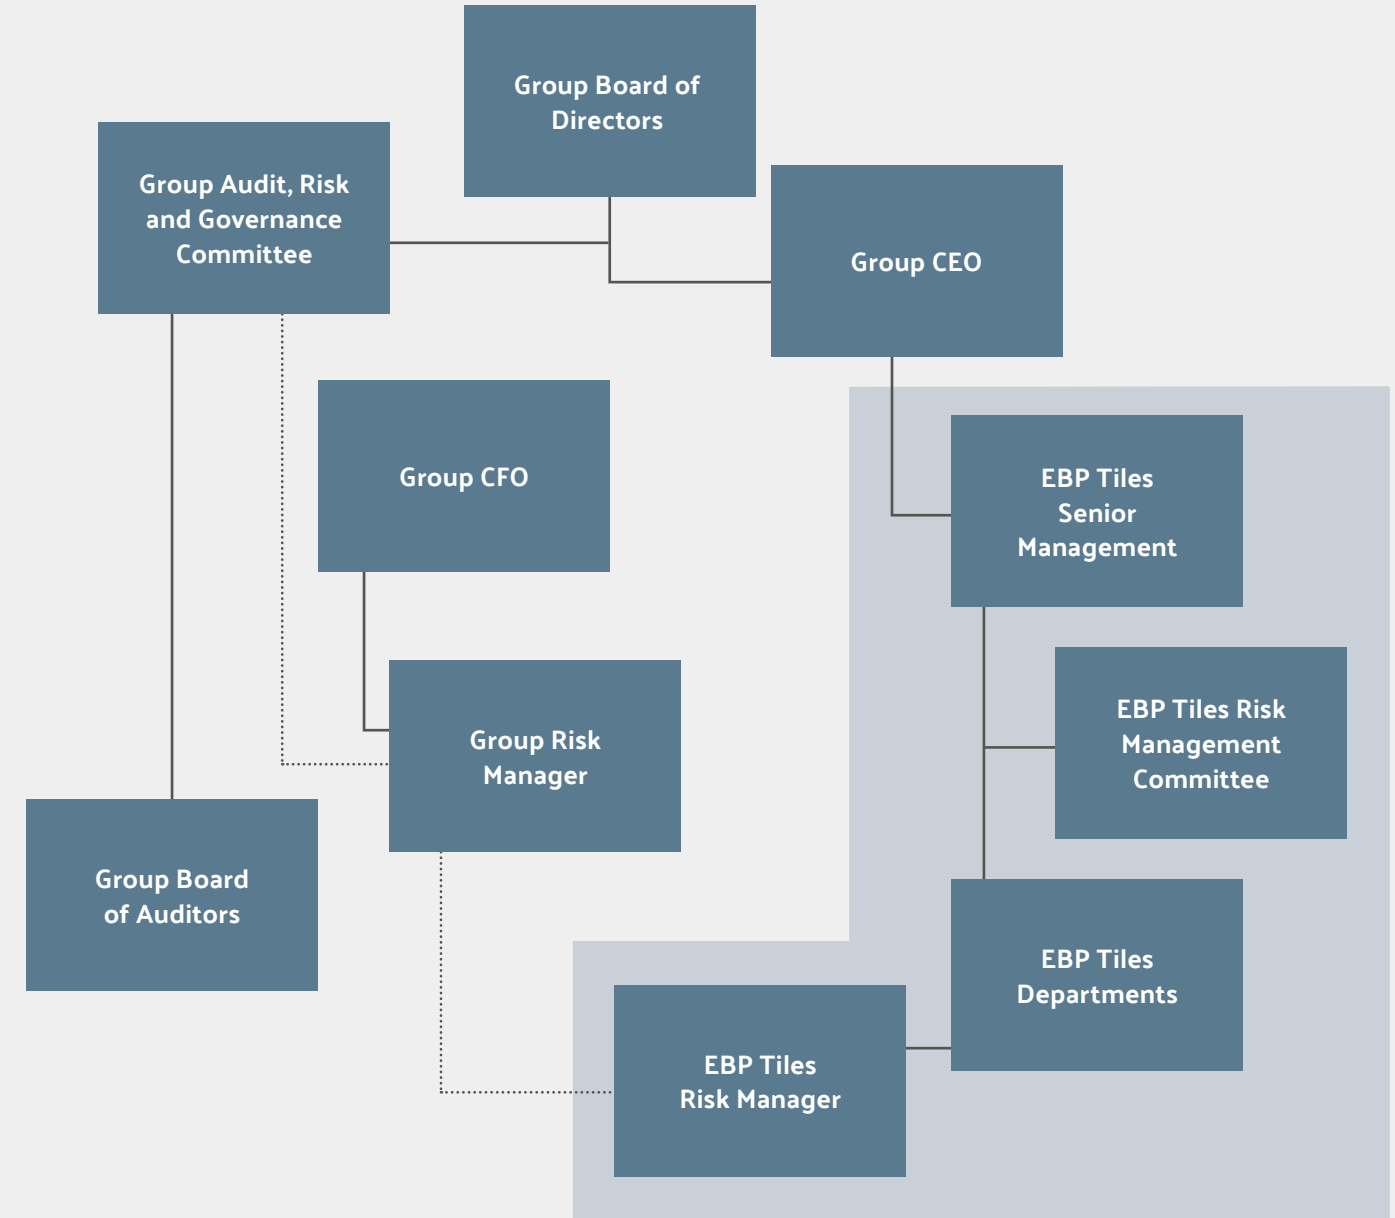 Group Board of
Directors
Group Audit, Risk
and Governance
Committee
Group CEO
Group CFO
EBP Tiles
Senior
Management
Group Risk
Manager
EBP Tiles Risk
Management
Committee
Group Board
of Auditors
EBP Tiles
Departments
EBP Tiles
Risk Manager